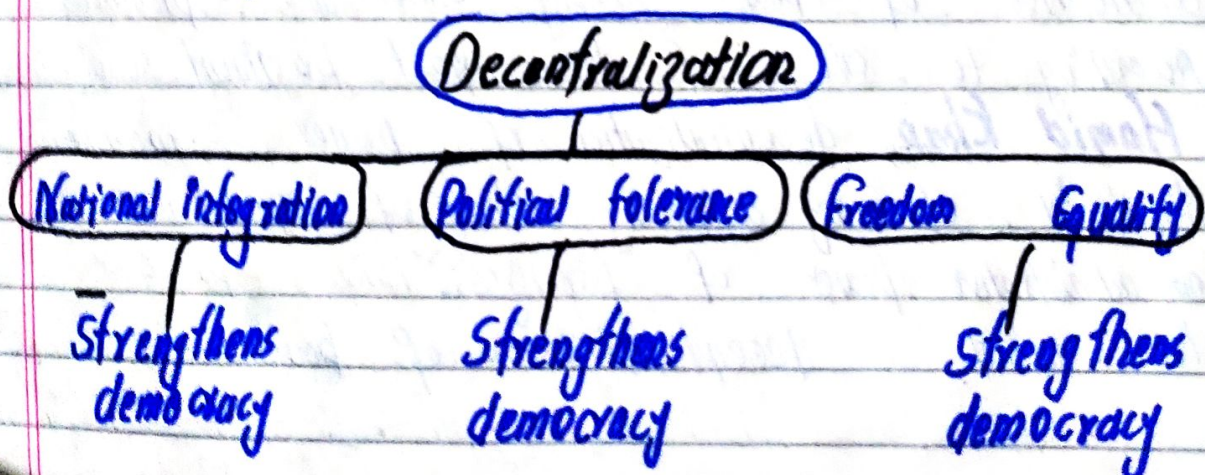 Decentralization
National integration Political tolerance Freedom Equality
Strengthens Strengthens Strengthens
democracy democracy democracy